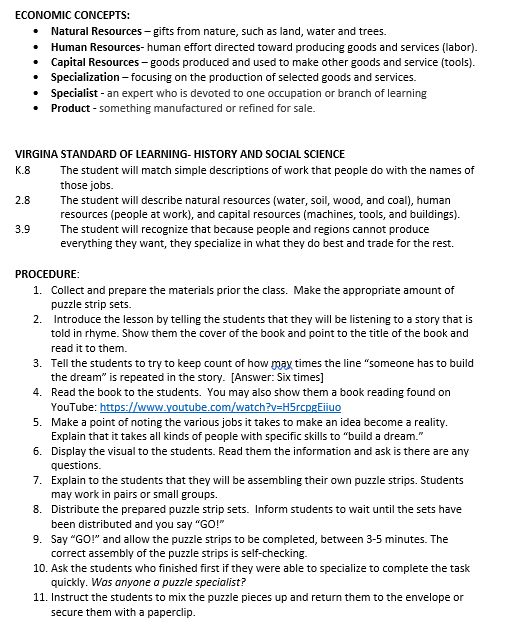 ECONOMIC CONCEPTS:
• Natural Resources – gifts from nature, such as land, water and trees.
• Human Resources- human effort directed toward producing goods and services (labor).
• Capital Resources – goods produced and used to make other goods and service (tools).
• Specialization – focusing on the production of selected goods and services.
• Specialist - an expert who is devoted to one occupation or branch of learning
• Product - something manufactured or refined for sale.
VIRGINA STANDARD OF LEARNING- HISTORY AND SOCIAL SCIENCE
K.8 The student will match simple descriptions of work that people do with the names of
those jobs.
2.8 The student will describe natural resources (water, soil, wood, and coal), human
resources (people at work), and capital resources (machines, tools, and buildings).
3.9 The student will recognize that because people and regions cannot produce
everything they want, they specialize in what they do best and trade for the rest.
PROCEDURE:
1. Collect and prepare the materials prior the class. Make the appropriate amount of
puzzle strip sets.
2. Introduce the lesson by telling the students that they will be listening to a story that is
told in rhyme. Show them the cover of the book and point to the title of the book and
read it to them.
3. Tell the students to try to keep count of how may times the line “someone has to build
the dream” is repeated in the story. [Answer: Six times]
4. Read the book to the students. You may also show them a book reading found on
YouTube: https://www.youtube.com/watch?v=H5rcpgEiiuo
5. Make a point of noting the various jobs it takes to make an idea become a reality.
Explain that it takes all kinds of people with specific skills to “build a dream.”
6. Display the visual to the students. Read them the information and ask is there are any
questions.
7. Explain to the students that they will be assembling their own puzzle strips. Students
may work in pairs or small groups.
8. Distribute the prepared puzzle strip sets. Inform students to wait until the sets have
been distributed and you say “GO!”
9. Say “GO!” and allow the puzzle strips to be completed, between 3-5 minutes. The
correct assembly of the puzzle strips is self-checking.
10. Ask the students who finished first if they were able to specialize to complete the task
quickly. Was anyone a puzzle specialist?
11. Instruct the students to mix the puzzle pieces up and return them to the envelope or
secure them with a paperclip.